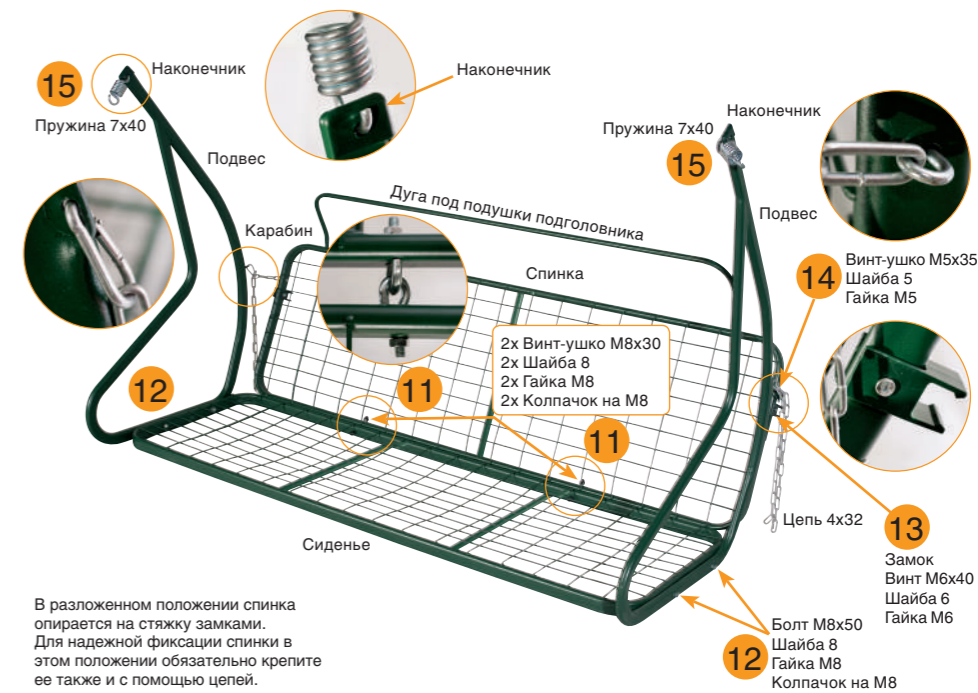 15
Наконечник
Пружина 7х40
Подвес
Наконечник
Пружина 7х40
Наконечник
15
Подвес
Карабин
Дуга под подушки подголовника
Спинка
14
Винт-ушко М5х35
Шайба 5
Гайка М5
2х Винт-ушко М8х30
2х Шайба 8
2х Гайка М8
2х Колпачок на М8
12
11
11
Сиденье
Цепь 4х32
13
Замок
Винт М6х40
Шайба 6
Гайка М6
12
Болт М8х50
Шайба 8
Гайка М8
Колпачок на М8
В разложенном положении спинка
опирается на стяжку замками.
Для надежной фиксации спинки в
этом положении обязательно крепите
ее также и с помощью цепей.